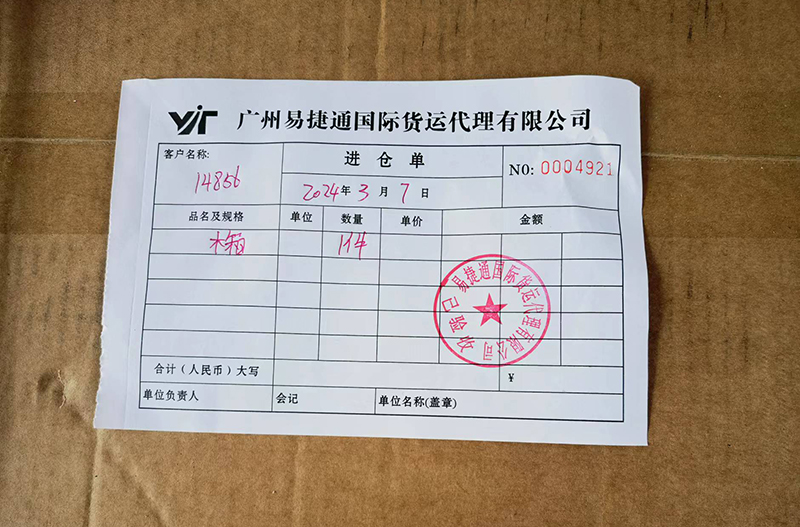 YJT 广州易捷通国际货运代理有限公司
客户名称:
14856
进仓单
NO: 0004921
2024年3月7日
品名及规格 单位 数量 单价 金额
木箱 1件
易捷通国际货运代理有限公司
合计（人民币）大写 ¥
单位负责人 会记 单位名称(盖章)